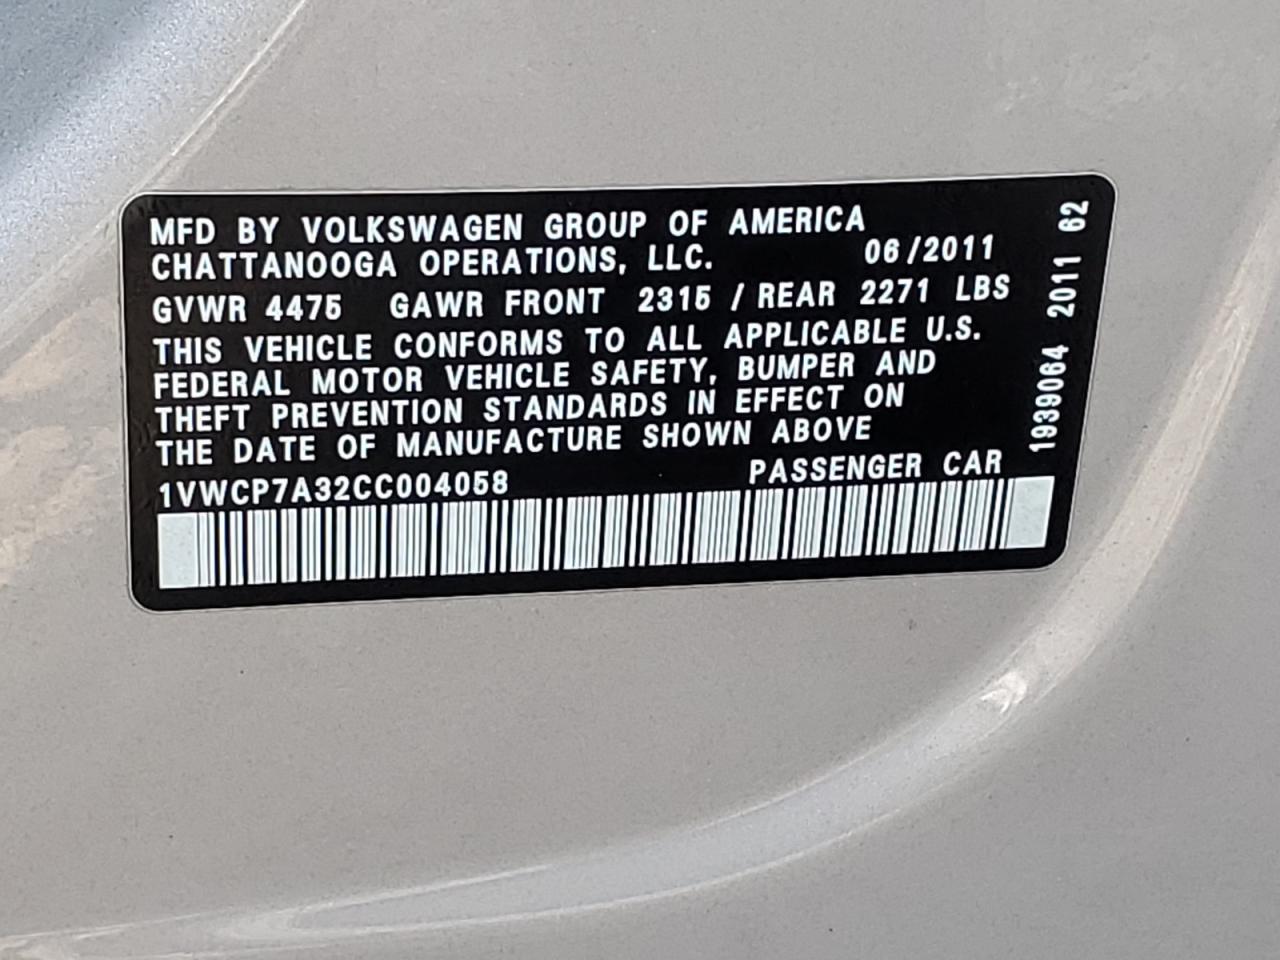 MFD BY VOLKSWAGEN GROUP OF AMERICA
CHATTANOOGA OPERATIONS, LLC. 06/2011
GVWR 4475 GAWR FRONT 2315 / REAR 2271 LBS
THIS VEHICLE CONFORMS TO ALL APPLICABLE U.S.
FEDERAL MOTOR VEHICLE SAFETY, BUMPER AND
THEFT PREVENTION STANDARDS IN EFFECT ON
THE DATE OF MANUFACTURE SHOWN ABOVE
1VWCP7A32CC004058 PASSENGER CAR
1939064 2011 62